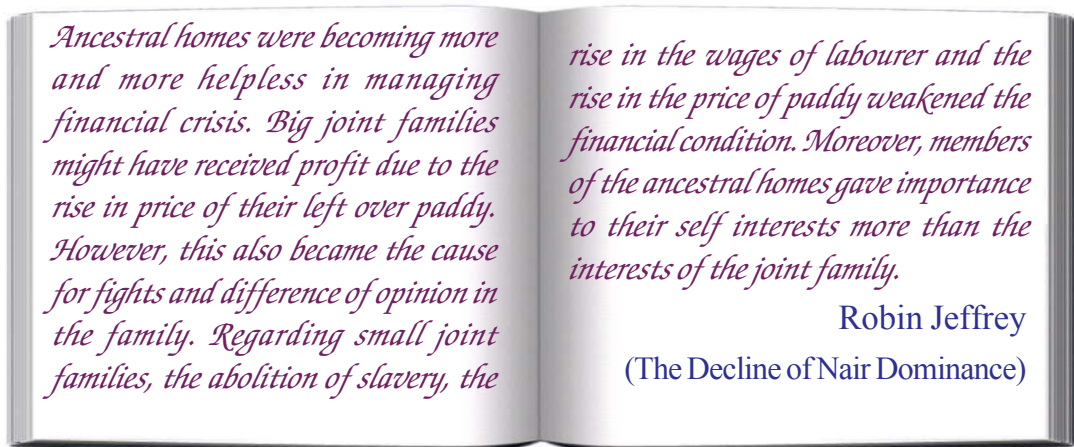 Ancestral homes were becoming more
and more helpless in managing
financial crisis. Big joint families
might have received profit due to the
rise in price of their left over paddy.
However, this also became the cause
for fights and difference of opinion in
the family. Regarding small joint
families, the abolition of slavery, the
rise in the wages of labourer and the
rise in the price of paddy weakened the
financial condition. Moreover, members
of the ancestral homes gave importance
to their self interests more than the
interests of the joint family.
Robin Jeffrey
(The Decline of Nair Dominance)